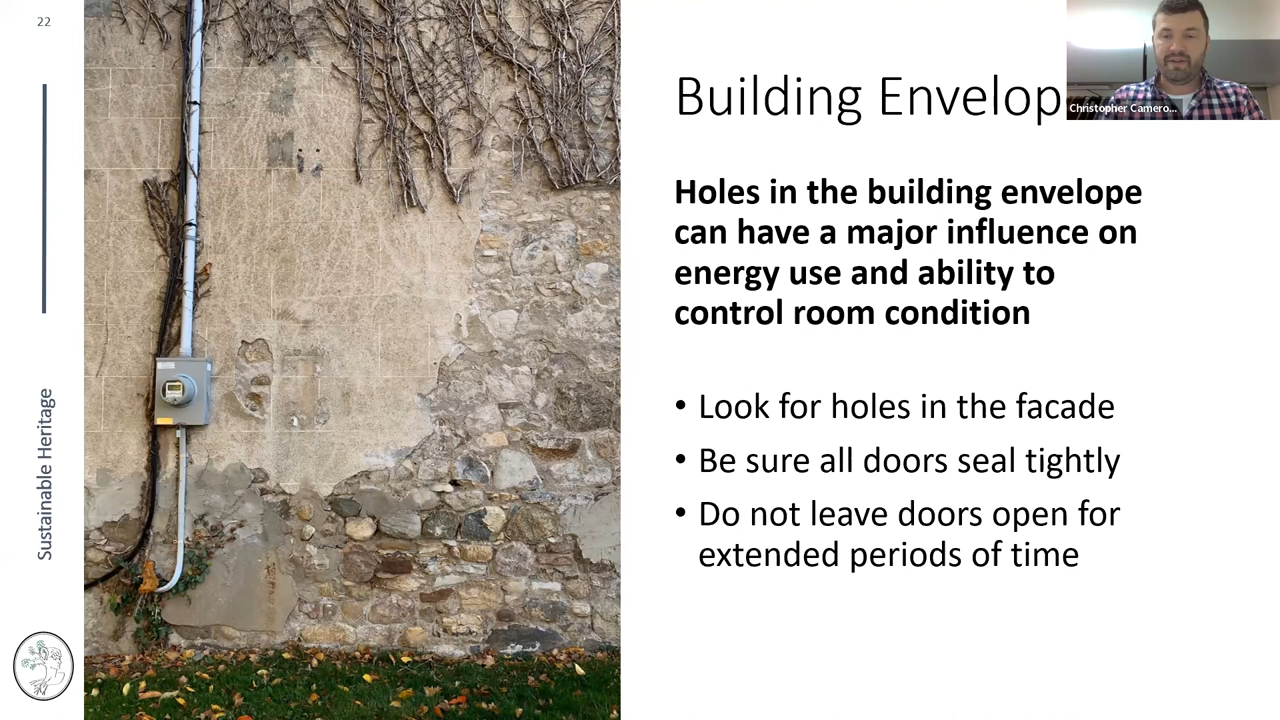 22
Sustainable Heritage
Building Envelop
Christopher Camero...
Holes in the building envelope
can have a major influence on
energy use and ability to
control room condition
• Look for holes in the facade
• Be sure all doors seal tightly
• Do not leave doors open for
extended periods of time